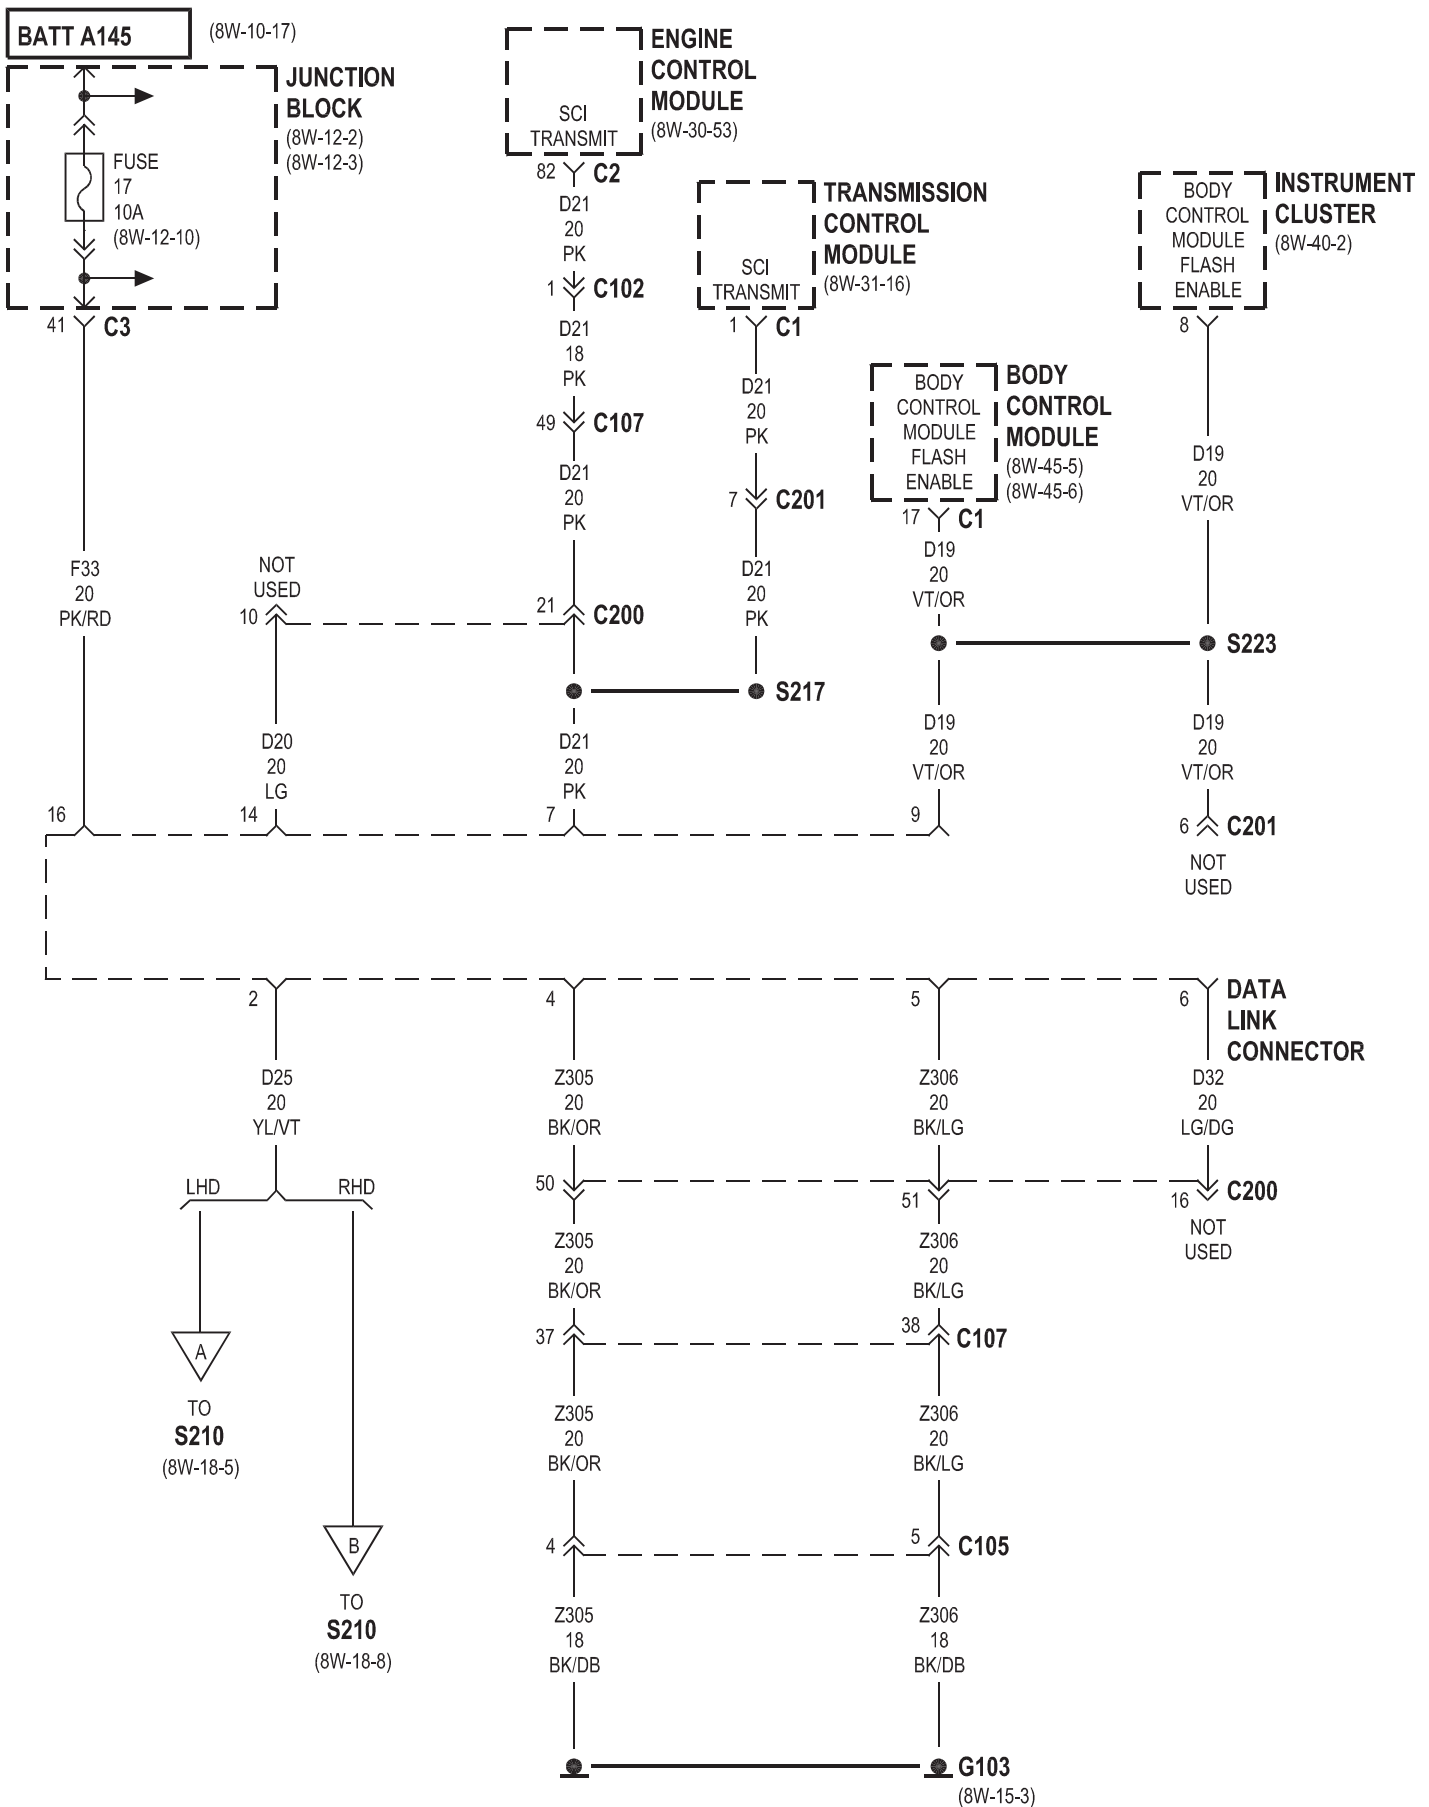 BATT A145
(8W-10-17)
JUNCTION
BLOCK
(8W-12-2)
(8W-12-3)
FUSE
17
10A
(8W-12-10)
41
C3
ENGINE
CONTROL
MODULE
(8W-30-53)
SCI
TRANSMIT
82
C2
D21
20
PK
1
C102
D21
18
PK
49
C107
D21
20
PK
21
C200
TRANSMISSION
CONTROL
MODULE
(8W-31-16)
SCI
TRANSMIT
1
C1
D21
20
PK
7
C201
D21
20
PK
S217
BODY
CONTROL
MODULE
(8W-45-5)
(8W-45-6)
BODY
CONTROL
MODULE
FLASH
ENABLE
17
C1
D19
20
VT/OR
INSTRUMENT
CLUSTER
(8W-40-2)
BODY
CONTROL
MODULE
FLASH
ENABLE
8
D19
20
VT/OR
S223
F33
20
PK/RD
NOT
USED
10
D20
20
LG
D21
20
PK
D19
20
VT/OR
D19
20
VT/OR
16
14
7
9
6
C201
NOT
USED
2
4
5
6
DATA
LINK
CONNECTOR
D25
20
YL/VT
Z305
20
BK/OR
Z306
20
BK/LG
D32
20
LG/DG
LHD
RHD
50
51
16
C200
NOT
USED
Z305
20
BK/OR
Z306
20
BK/LG
37
38
C107
A
TO
S210
(8W-18-5)
Z305
20
BK/OR
Z306
20
BK/LG
B
TO
S210
(8W-18-8)
4
5
C105
Z305
18
BK/DB
Z306
18
BK/DB
G103
(8W-15-3)